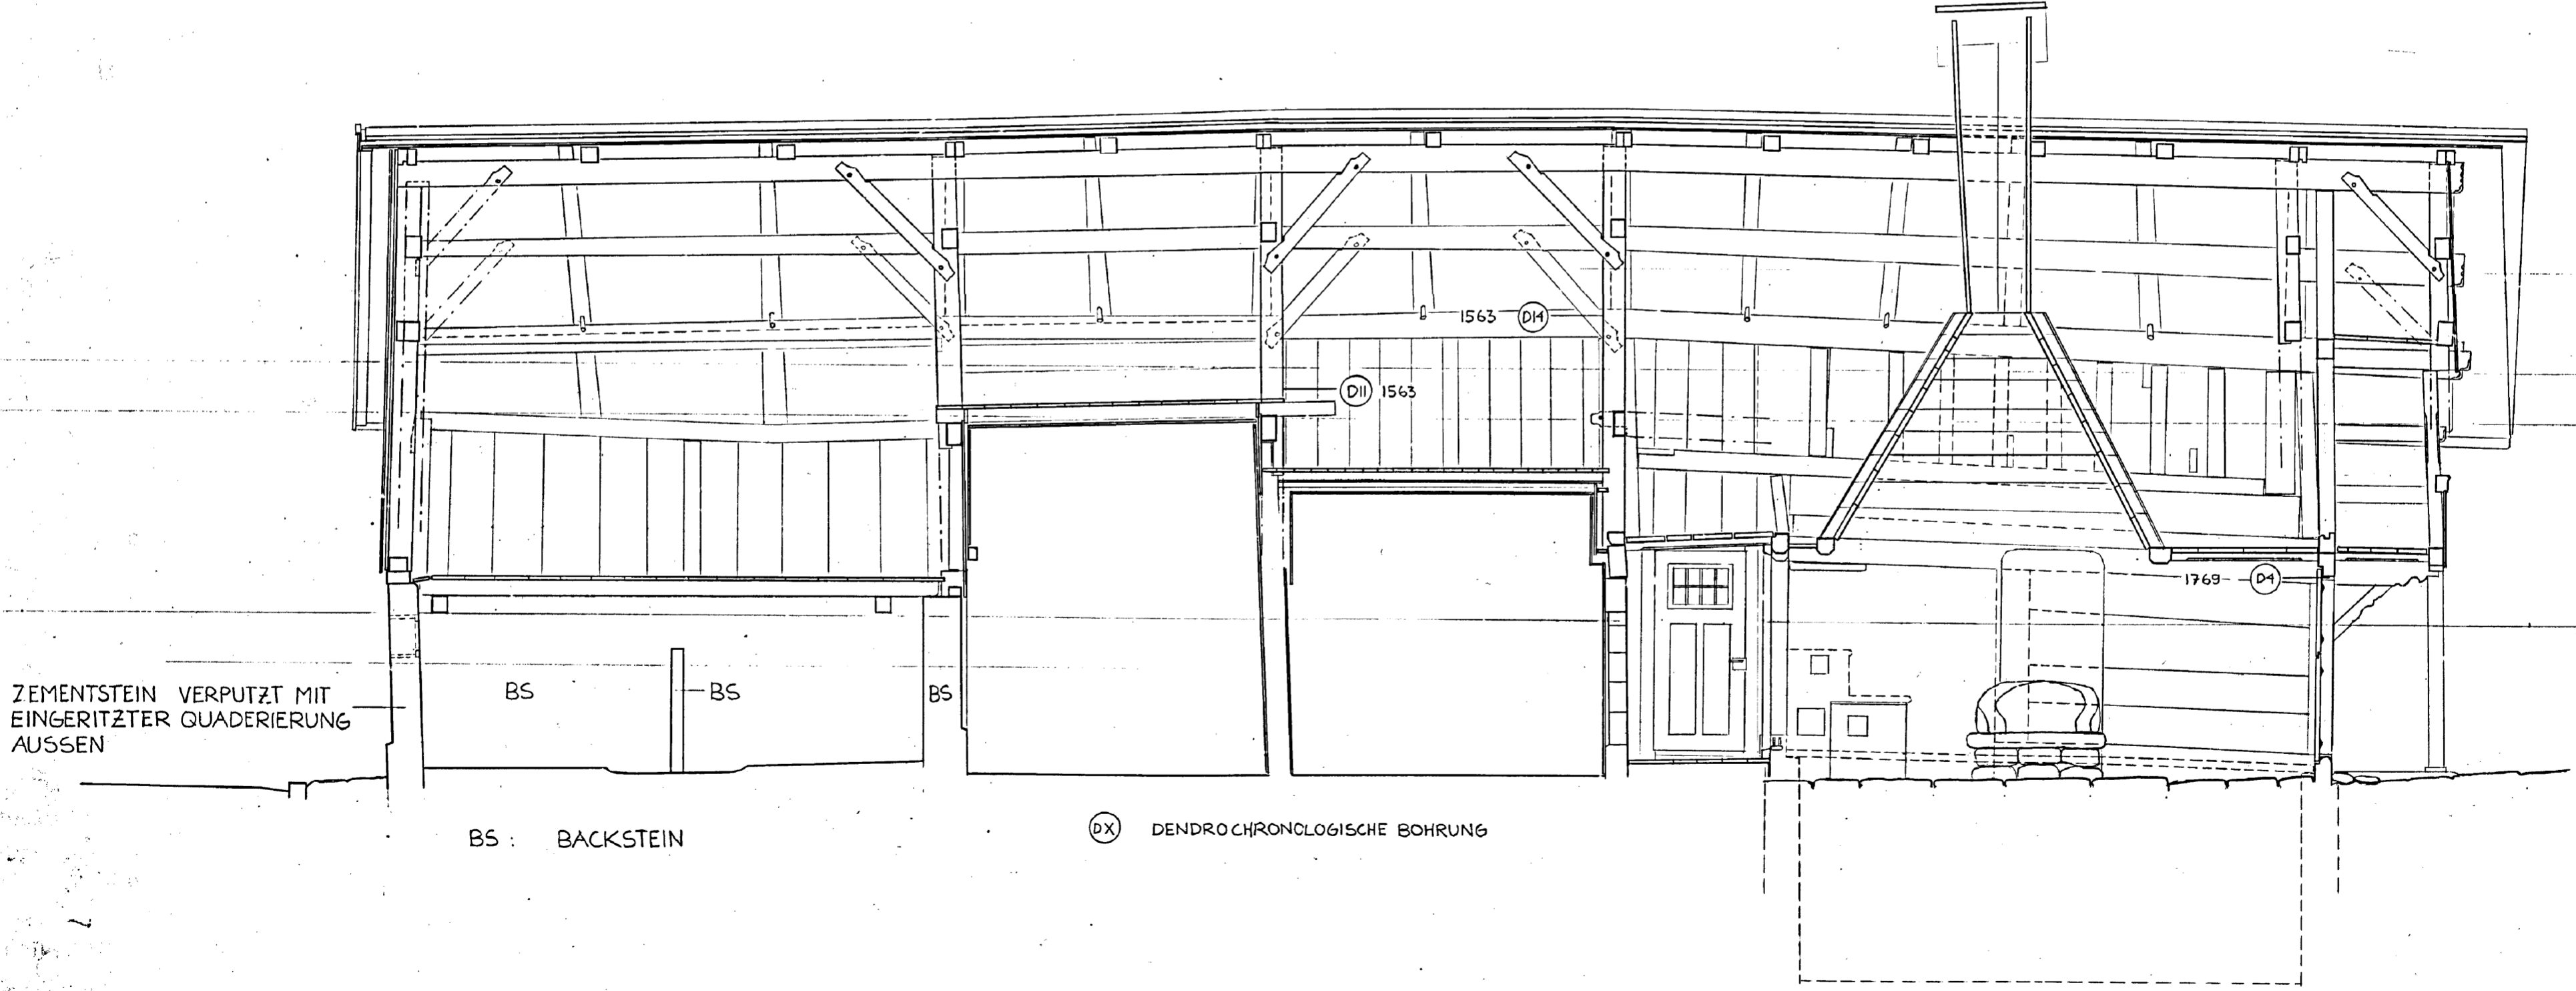 1563 D14
D11 1563
1769 D4
ZEMENTSTEIN VERPUTZT MIT
EINGERITZTER QUADERIERUNG
AUSSEN
BS
BS
BS
BS : BACKSTEIN
DX DENDROCHRONOLOGISCHE BOHRUNG